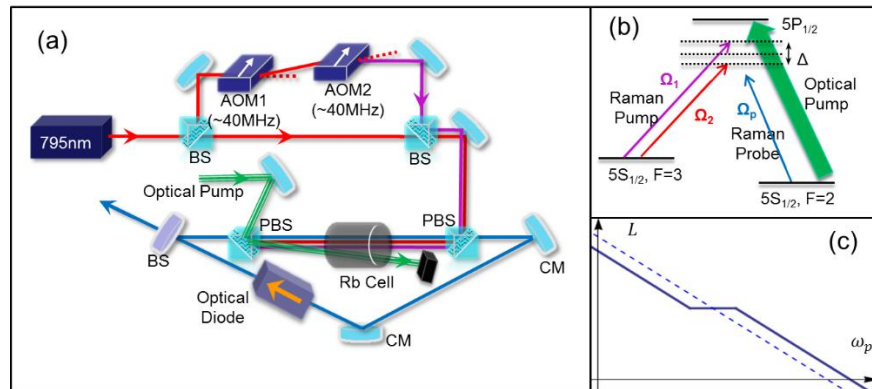 (a)
AOM1
(~40MHz)
AOM2
(~40MHz)
795nm
BS
BS
Optical Pump
PBS
PBS
BS
Rb Cell
CM
Optical
Diode
CM
(b)
5P1/2
Δ
Ω1
Ω2
Ωp
Raman
Pump
Raman
Probe
Optical
Pump
5S1/2, F=3
5S1/2, F=2
(c)
L
ωp